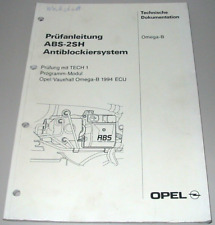 Technische
Dokumentation
Prüfanleitung
ABS-2SH
Antiblockiersystem
Omega-B
Prüfung mit TECH 1
Programm-Modul
Opel/Vauxhall Omega-B 1994 ECU
ABS
OPEL